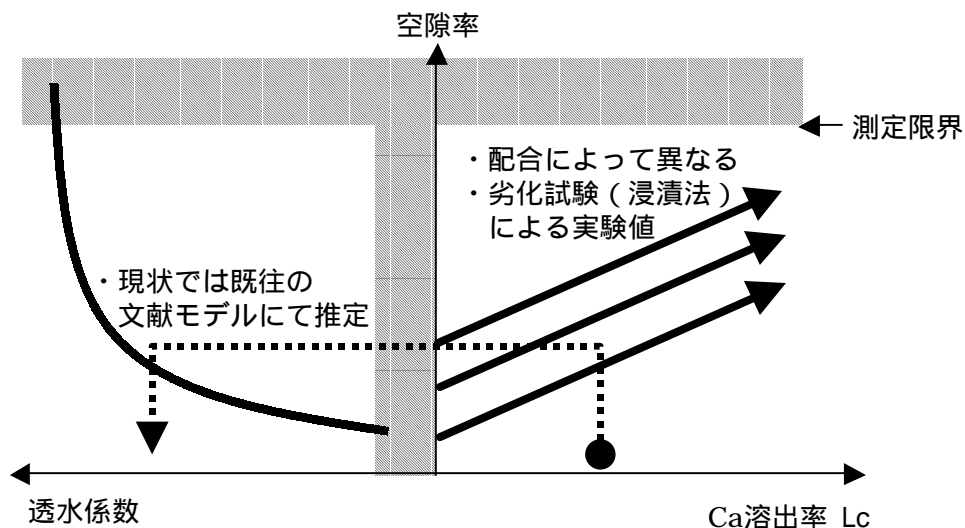 空隙率
測定限界
・配合によって異なる
・劣化試験（浸漬法）
による実験値
・現状では既往の
文献モデルにて推定
透水係数
Ca溶出率 Lc